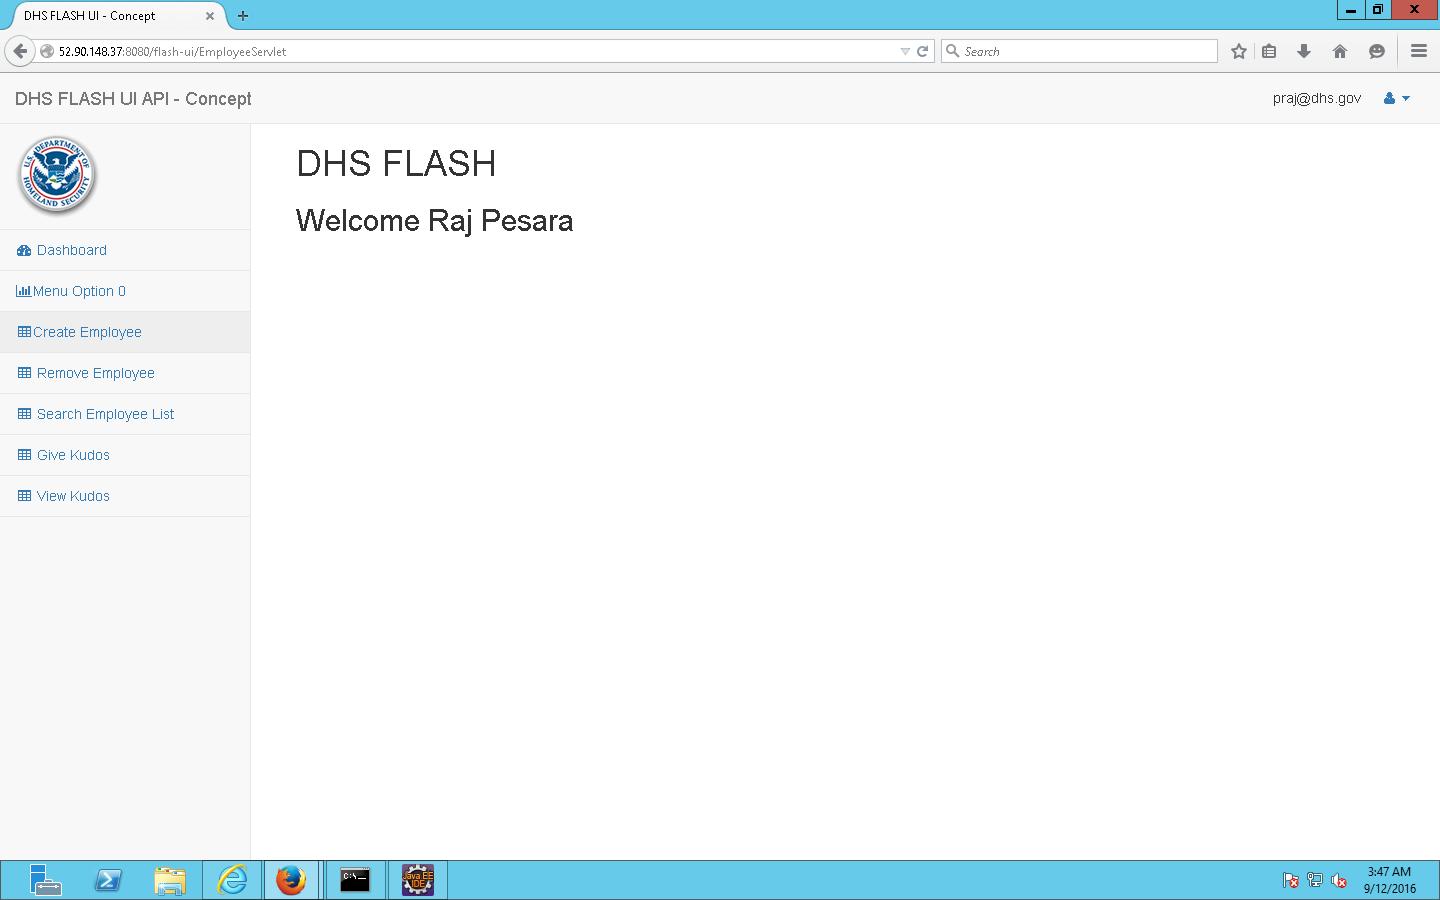 DHS FLASH UI - Concept
52.90.148.37:8080/flash-ui/EmployeeServlet
Search
DHS FLASH UI API - Concept
praj@dhs.gov
U.S. DEPARTMENT OF HOMELAND SECURITY
DHS FLASH
Welcome Raj Pesara
Dashboard
Menu Option 0
Create Employee
Remove Employee
Search Employee List
Give Kudos
View Kudos
C:\_
Java EE
IDE
3:47 AM
9/12/2016